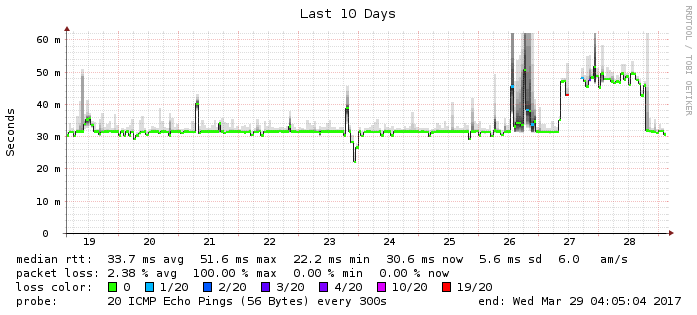 Last 10 Days
RRDTOOL / TOBI OETIKER
Seconds
60 m
50 m
40 m
30 m
20 m
10 m
0
19 20 21 22 23 24 25 26 27 28
median rtt: 33.7 ms avg 51.6 ms max 22.2 ms min 30.6 ms now 5.6 ms sd 6.0 am/s
packet loss: 2.38 % avg 100.00 % max 0.00 % min 0.00 % now
loss color: 0 1/20 2/20 3/20 4/20 10/20 19/20
probe: 20 ICMP Echo Pings (56 Bytes) every 300s end: Wed Mar 29 04:05:04 2017